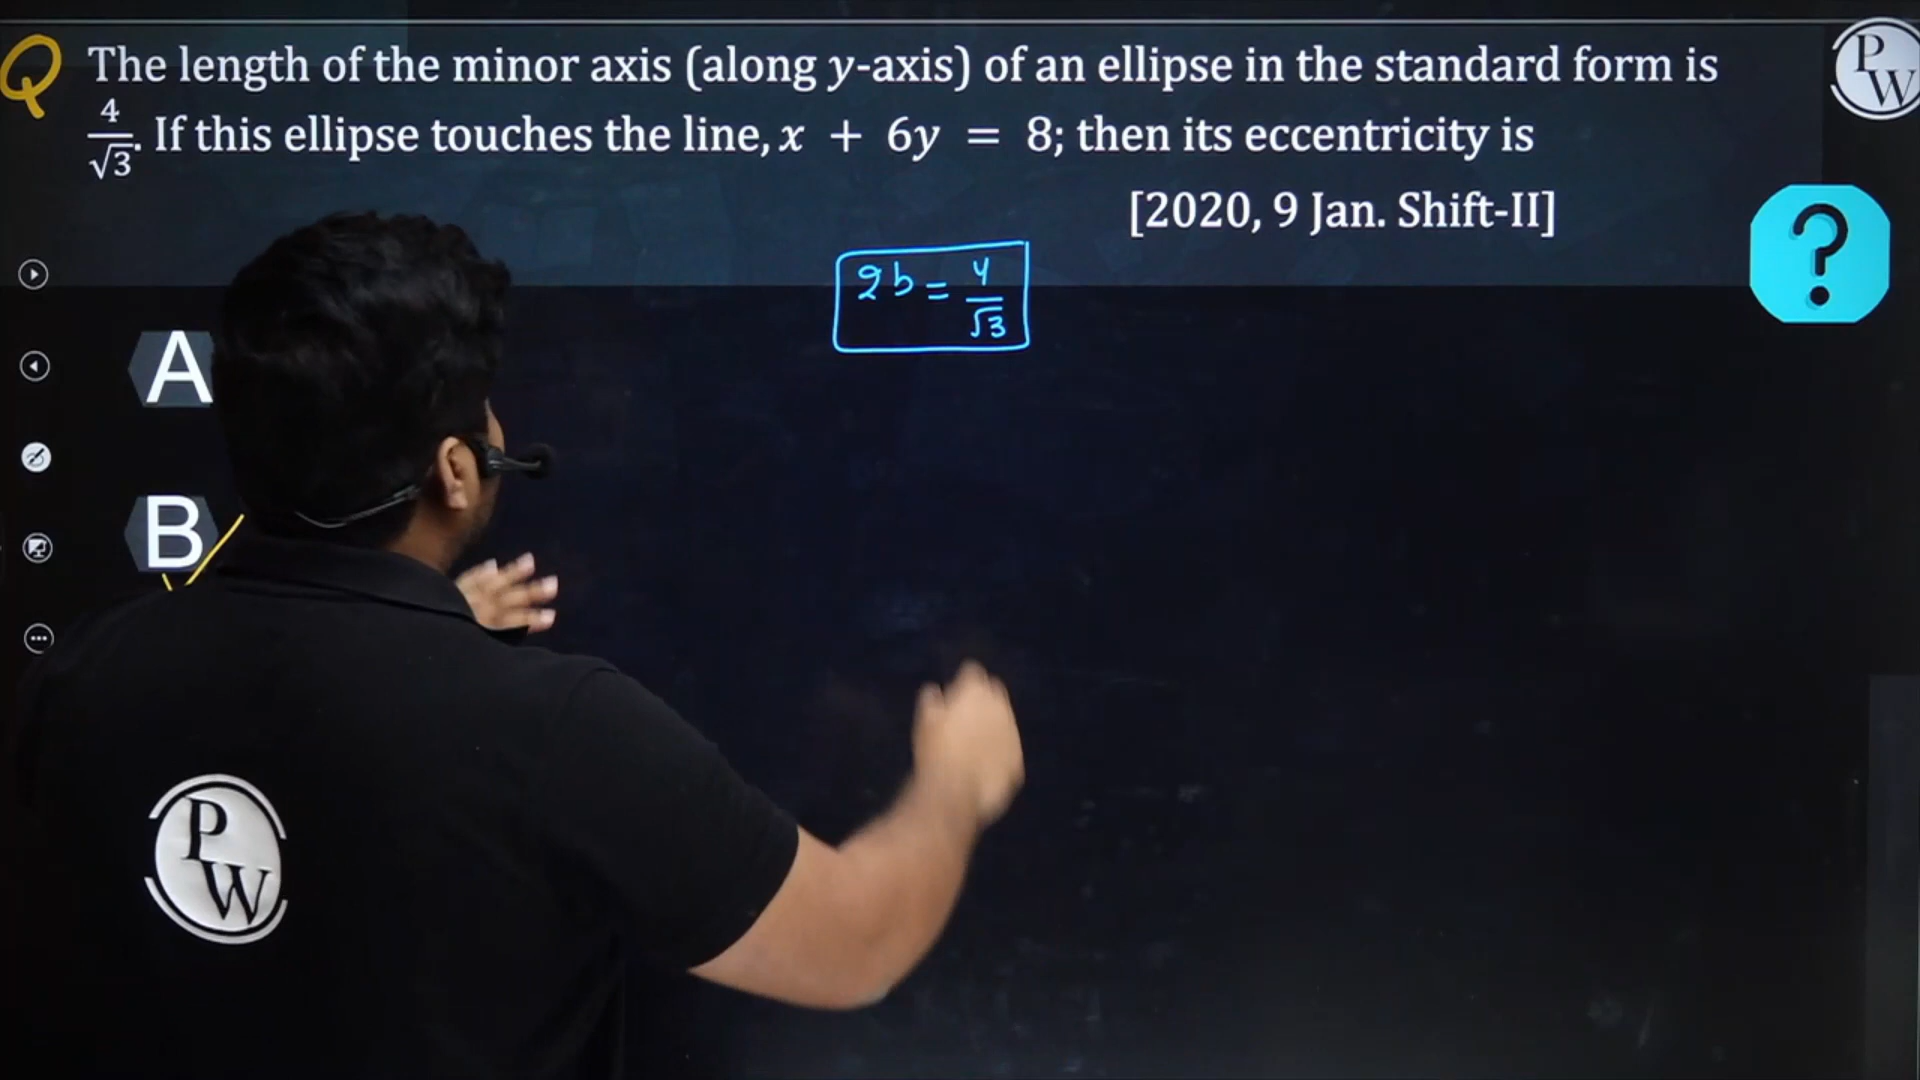 Q The length of the minor axis (along y-axis) of an ellipse in the standard form is
4/√3. If this ellipse touches the line, x + 6y = 8; then its eccentricity is
[2020, 9 Jan. Shift-II]
PW
?
2b = 4/√3
A
B
PW